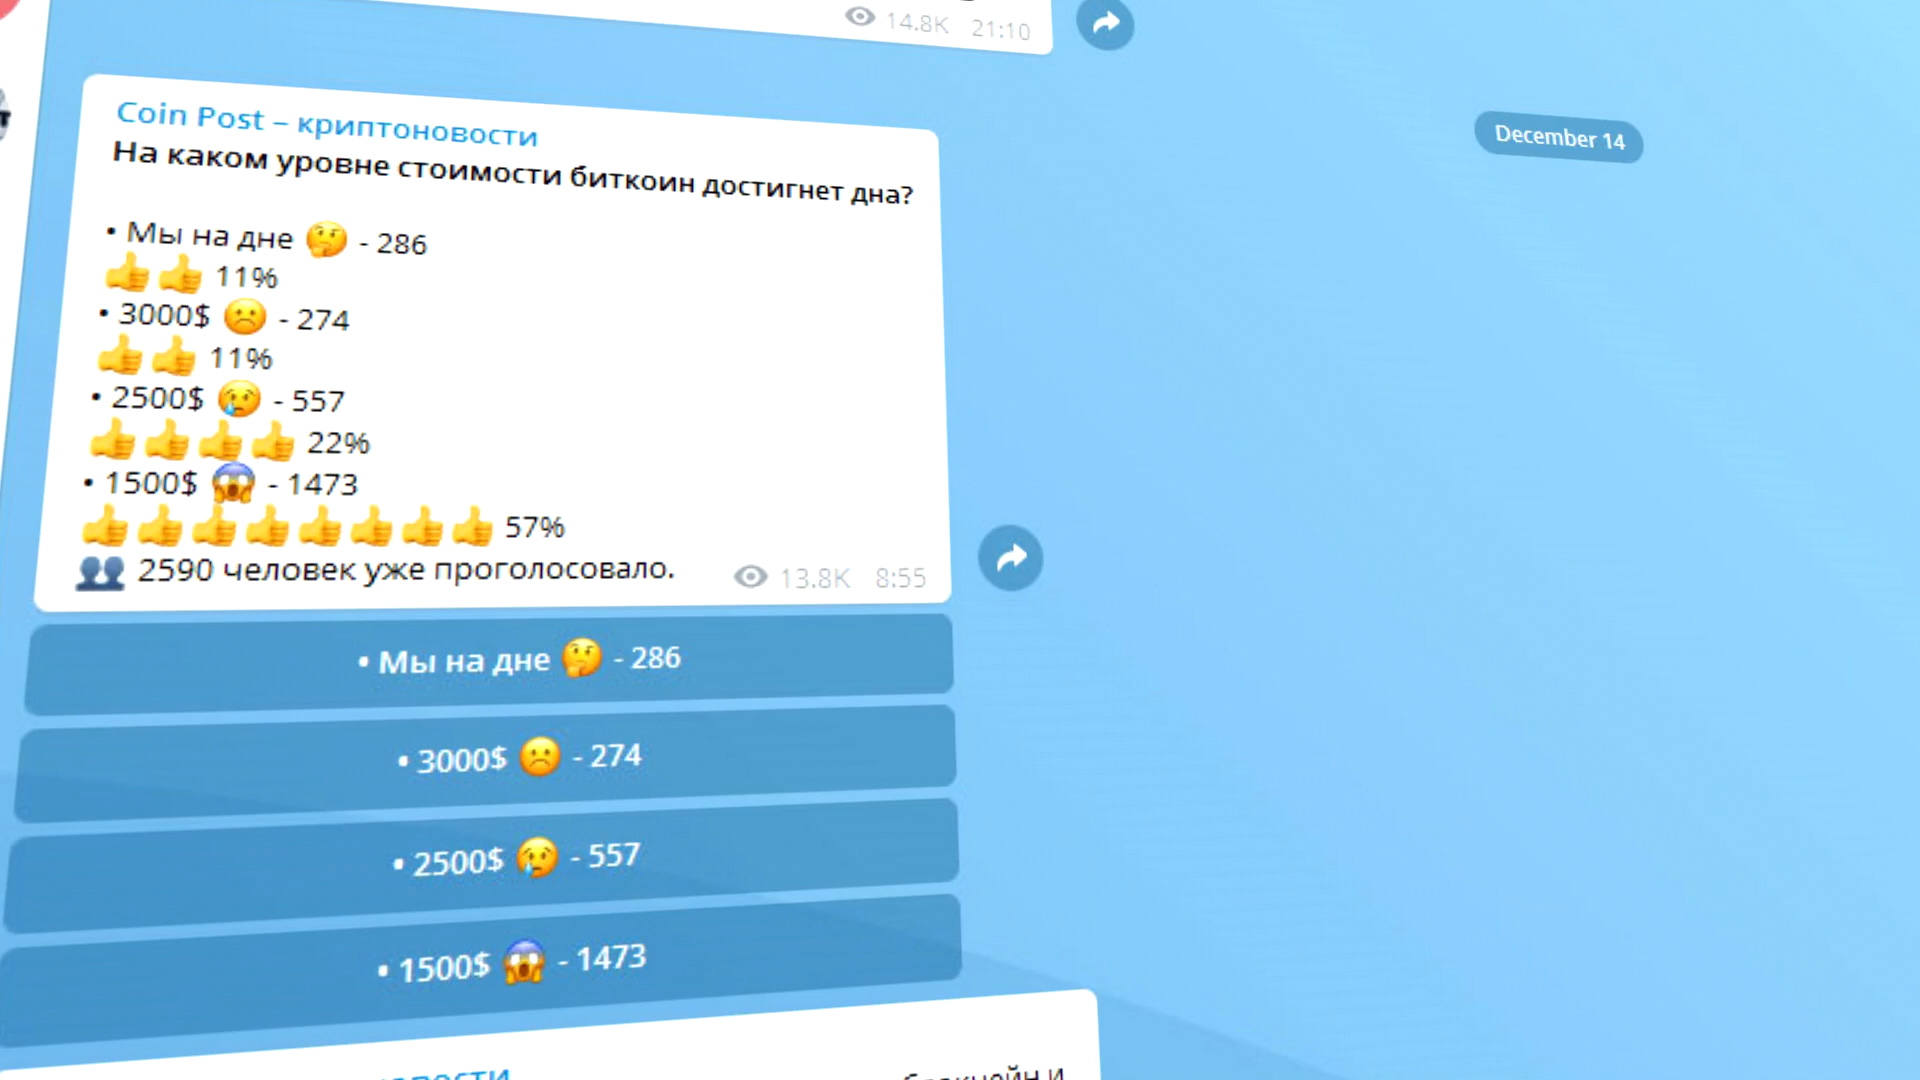 14.8K 21:10
December 14
Coin Post – криптоновости
На каком уровне стоимости биткоин достигнет дна?
• Мы на дне 🤔 - 286
👍👍 11%
• 3000$ ☹️ - 274
👍👍 11%
• 2500$ 😢 - 557
👍👍👍👍 22%
• 1500$ 😱 - 1473
👍👍👍👍👍👍👍👍 57%
👥 2590 человек уже проголосовало.
13.8K 8:55
• Мы на дне 🤔 - 286
• 3000$ ☹️ - 274
• 2500$ 😢 - 557
• 1500$ 😱 - 1473